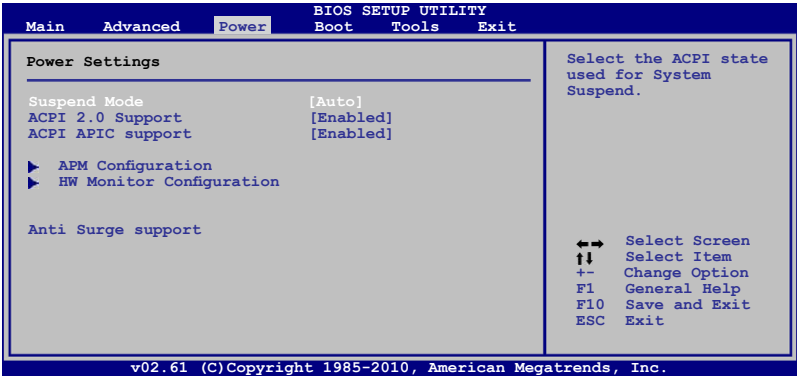 BIOS SETUP UTILITY
Main Advanced Power Boot Tools Exit
Power Settings
Suspend Mode [Auto]
ACPI 2.0 Support [Enabled]
ACPI APIC support [Enabled]
APM Configuration
HW Monitor Configuration
Anti Surge support
Select the ACPI state
used for System
Suspend.
←→ Select Screen
↑↓ Select Item
+- Change Option
F1 General Help
F10 Save and Exit
ESC Exit
v02.61 (C)Copyright 1985-2010, American Megatrends, Inc.